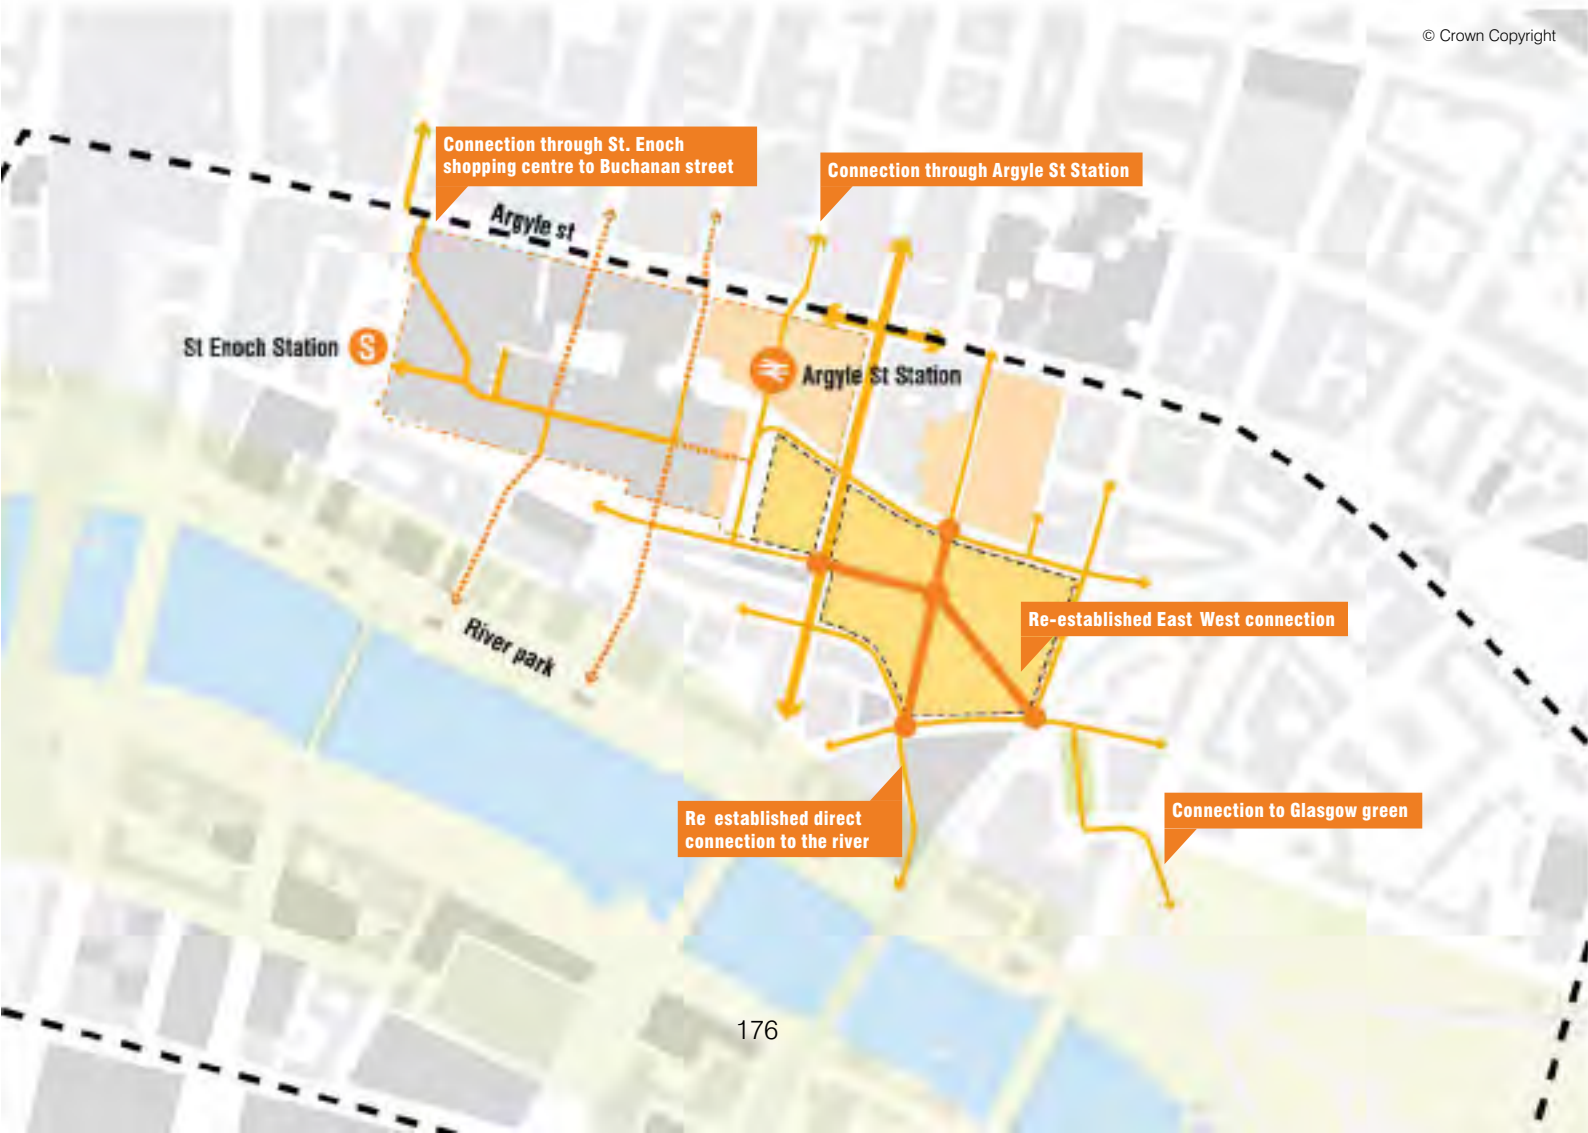 © Crown Copyright
Connection through St. Enoch
shopping centre to Buchanan street
Connection through Argyle St Station
Argyle st
St Enoch Station
S
Argyle St Station
Re-established East West connection
River park
Re established direct
connection to the river
Connection to Glasgow green
176